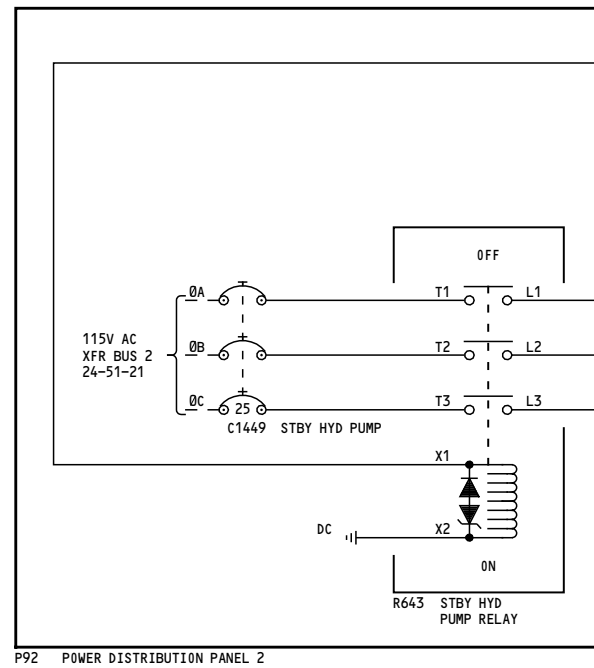 OFF
ØA
T1
L1
115V AC
XFR BUS 2
24-51-21
ØB
T2
L2
ØC
25
T3
L3
C1449 STBY HYD PUMP
X1
DC
X2
ON
R643 STBY HYD
PUMP RELAY
P92 POWER DISTRIBUTION PANEL 2